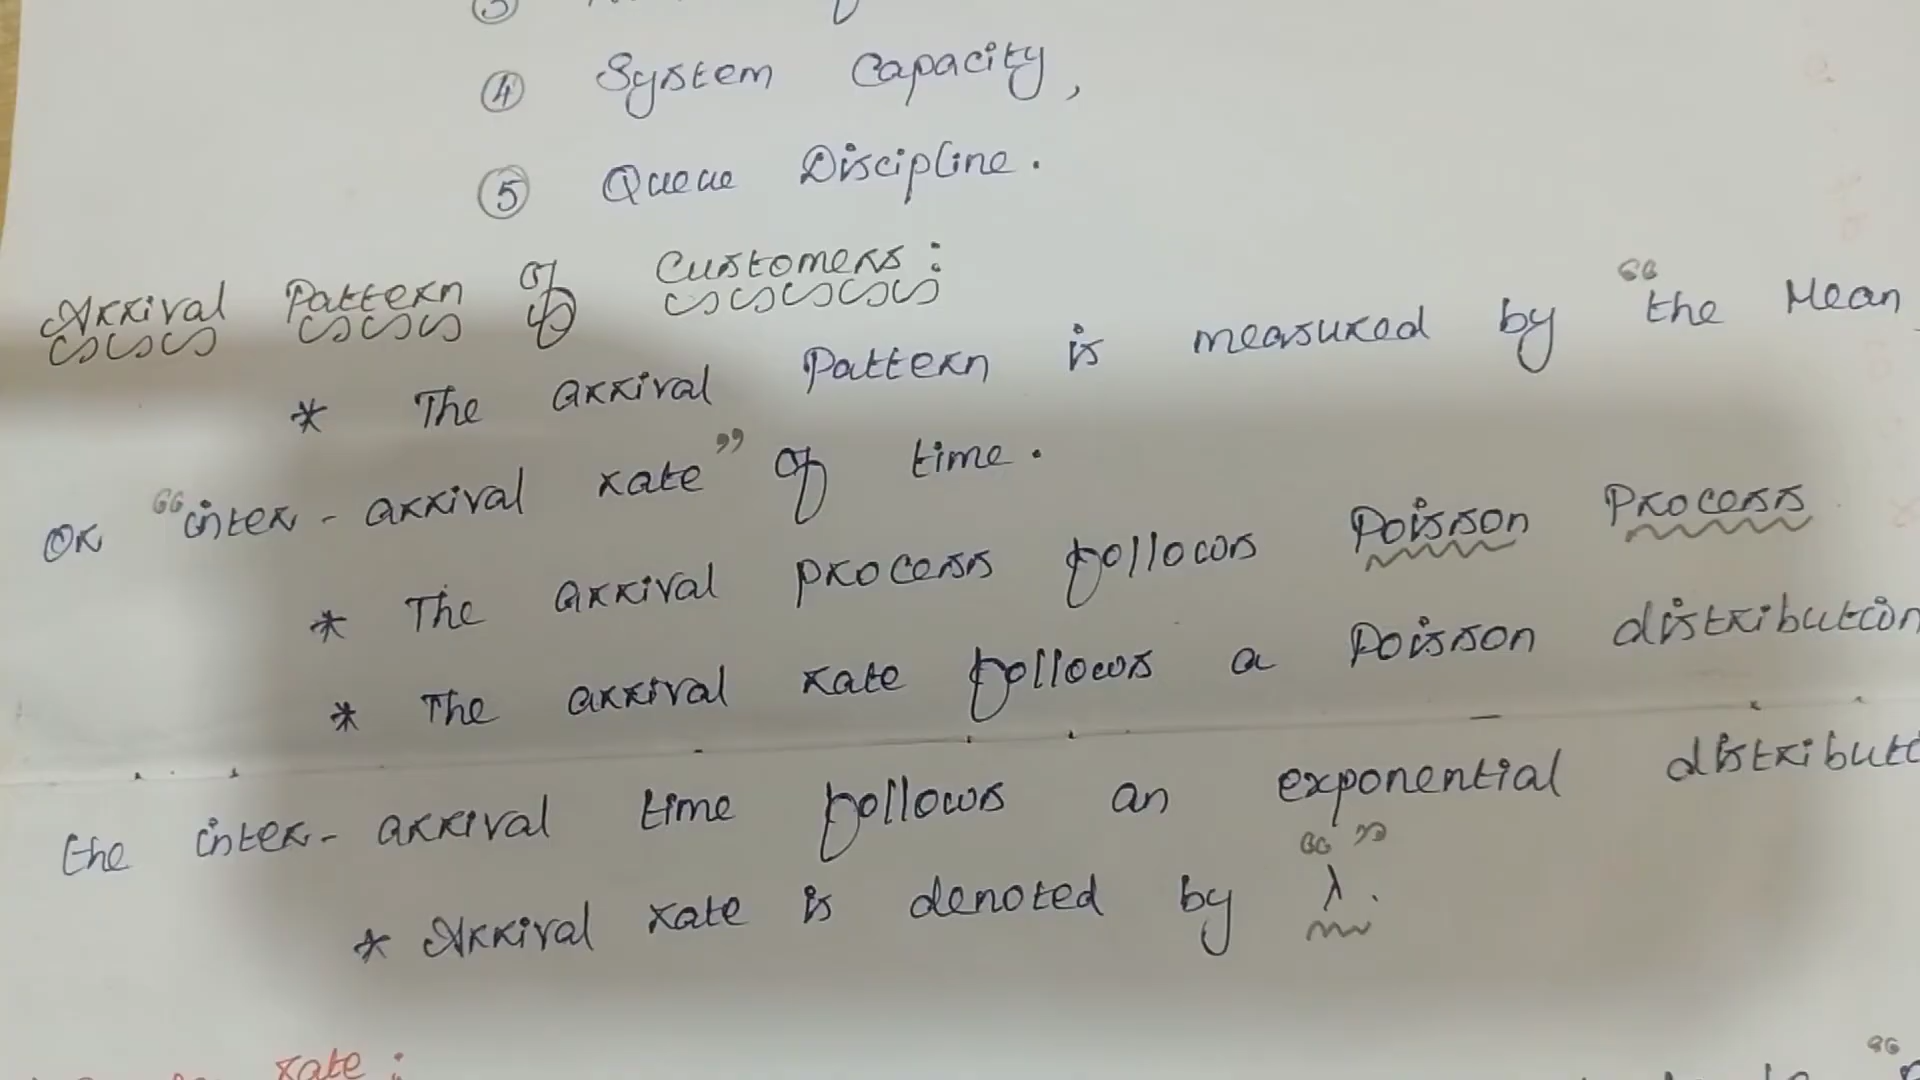 ④ System Capacity,
⑤ Queue Discipline.
Arrival Pattern of Customers:
* The arrival Pattern is measured by "the Mean
or "inter-arrival rate" of time.
* The arrival process follows Poisson Process
* The arrival rate follows a Poisson distribution
the inter-arrival time follows an exponential distributi
* Arrival rate is denoted by "λ".
rate: